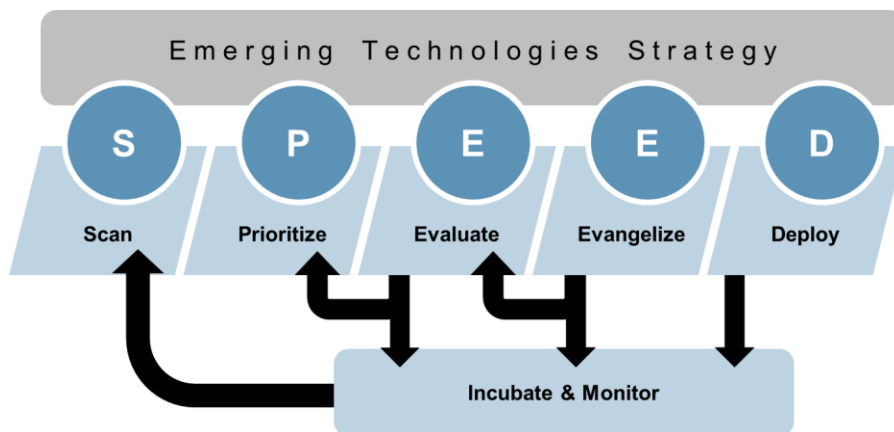 Emerging Technologies Strategy
S P E E D
Scan Prioritize Evaluate Evangelize Deploy
Incubate & Monitor